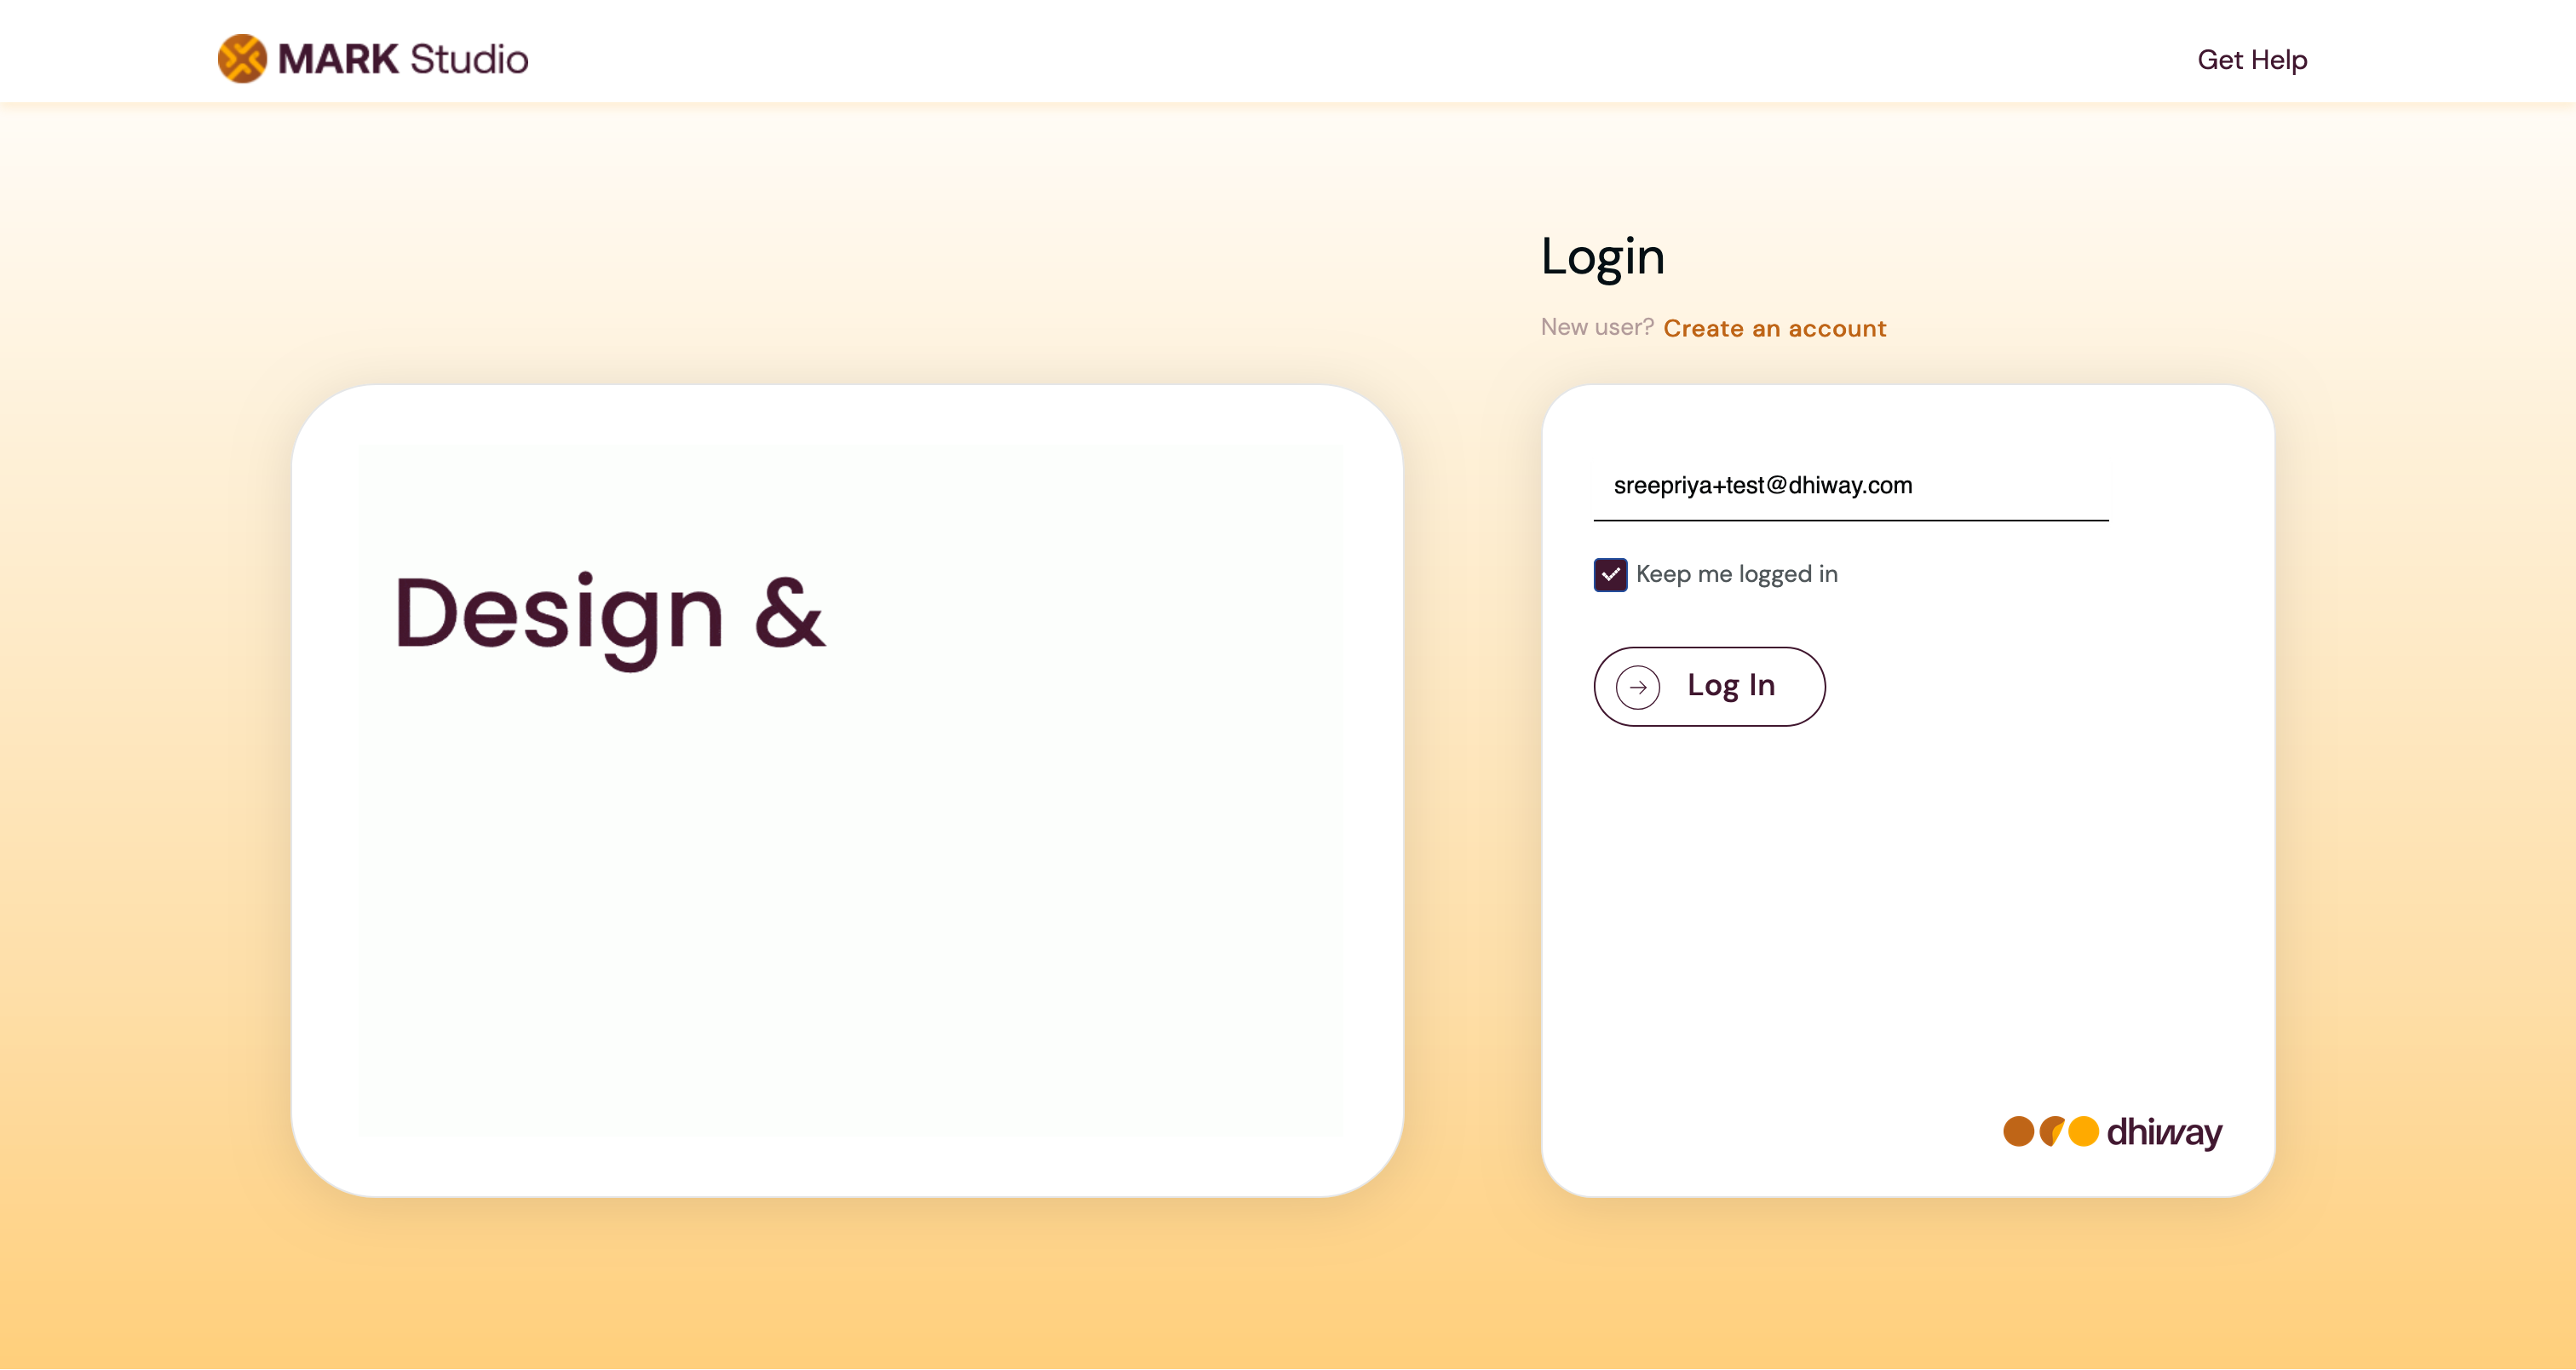 MARK Studio
Get Help
Login
New user? Create an account
Design &
sreepriya+test@dhiway.com
Keep me logged in
Log In
dhiway